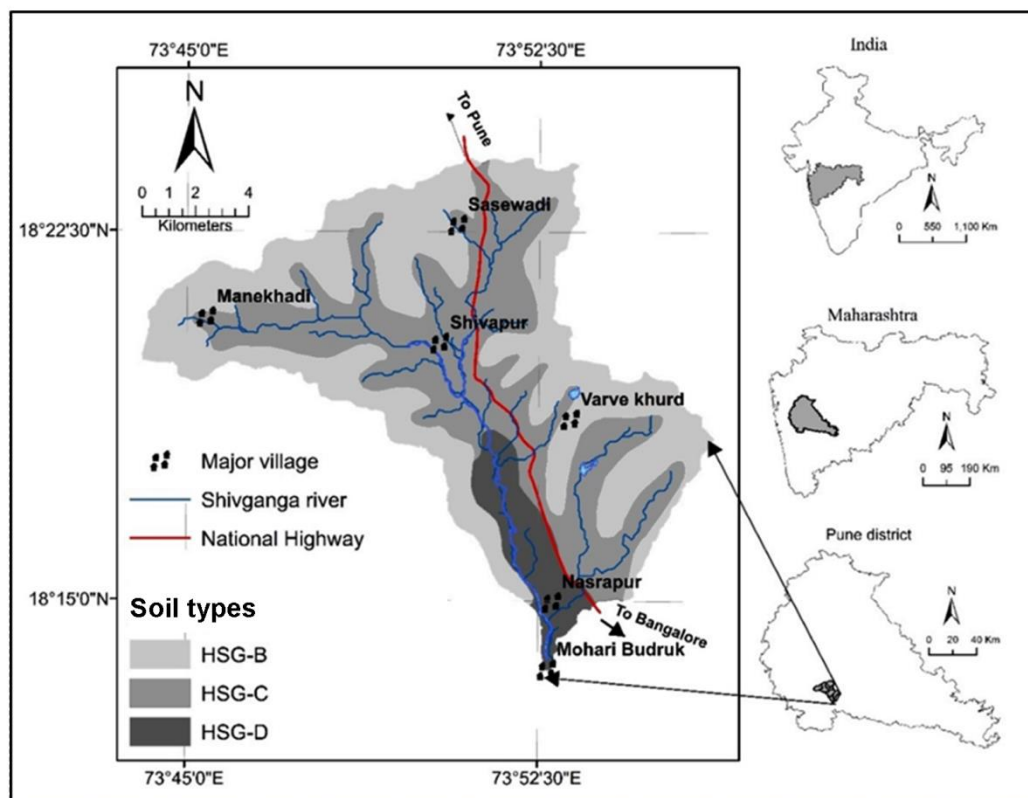 73°45'0"E
73°52'30"E
N
0 1 2 4
Kilometers
To Pune
Sasewadi
18°22'30"N
Manekhadi
Shivapur
Varve khurd
Major village
Shivganga river
National Highway
Nasrapur
18°15'0"N
To Bangalore
Mohari Budruk
Soil types
HSG-B
HSG-C
HSG-D
73°45'0"E
73°52'30"E
India
N
0 550 1,100 Km
Maharashtra
N
0 95 190 Km
Pune district
N
0 20 40 Km